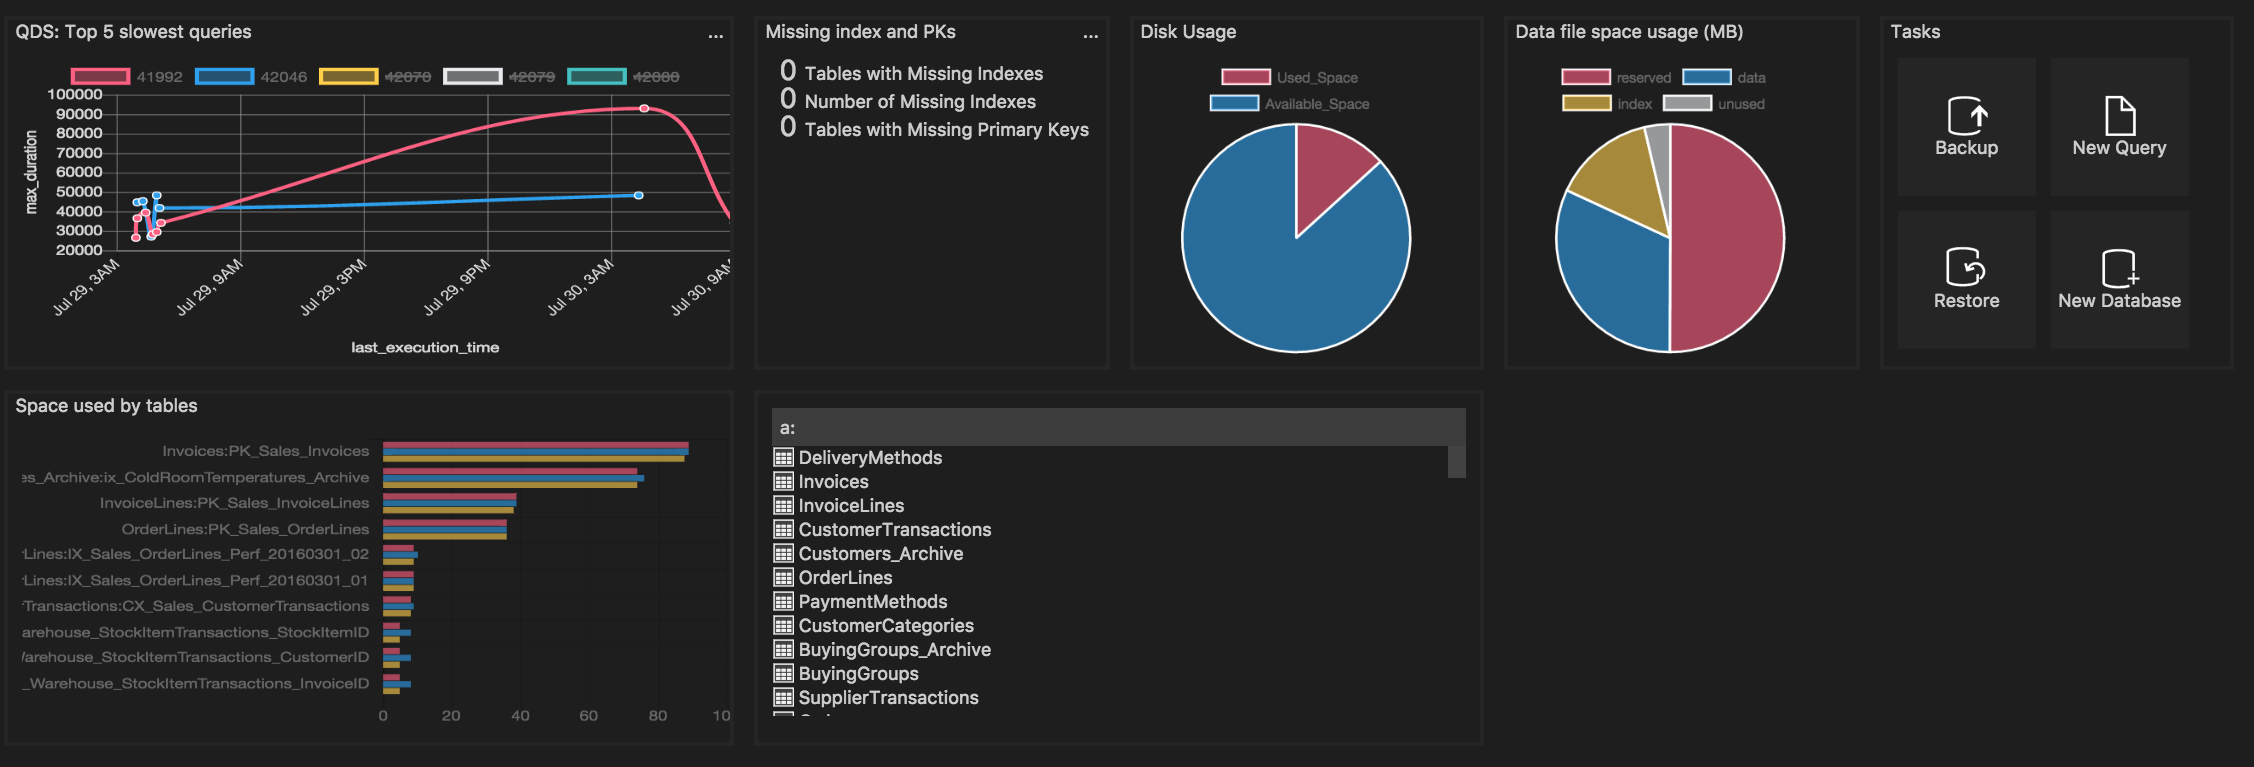 QDS: Top 5 slowest queries
...
41992
42046
42070
42079
42080
100000
90000
80000
70000
60000
50000
40000
30000
20000
max_duration
Jul 29, 3AM
Jul 29, 9AM
Jul 29, 3PM
Jul 29, 9PM
Jul 30, 3AM
Jul 30, 9AM
last_execution_time
Missing index and PKs
...
0 Tables with Missing Indexes
0 Number of Missing Indexes
0 Tables with Missing Primary Keys
Disk Usage
Used_Space
Available_Space
Data file space usage (MB)
reserved
data
index
unused
Tasks
Backup
New Query
Restore
New Database
Space used by tables
Invoices:PK_Sales_Invoices
es_Archive:ix_ColdRoomTemperatures_Archive
InvoiceLines:PK_Sales_InvoiceLines
OrderLines:PK_Sales_OrderLines
rLines:IX_Sales_OrderLines_Perf_20160301_02
rLines:IX_Sales_OrderLines_Perf_20160301_01
rTransactions:CX_Sales_CustomerTransactions
arehouse_StockItemTransactions_StockItemID
Warehouse_StockItemTransactions_CustomerID
_Warehouse_StockItemTransactions_InvoiceID
0 20 40 60 80 10
a:
DeliveryMethods
Invoices
InvoiceLines
CustomerTransactions
Customers_Archive
OrderLines
PaymentMethods
CustomerCategories
BuyingGroups_Archive
BuyingGroups
SupplierTransactions